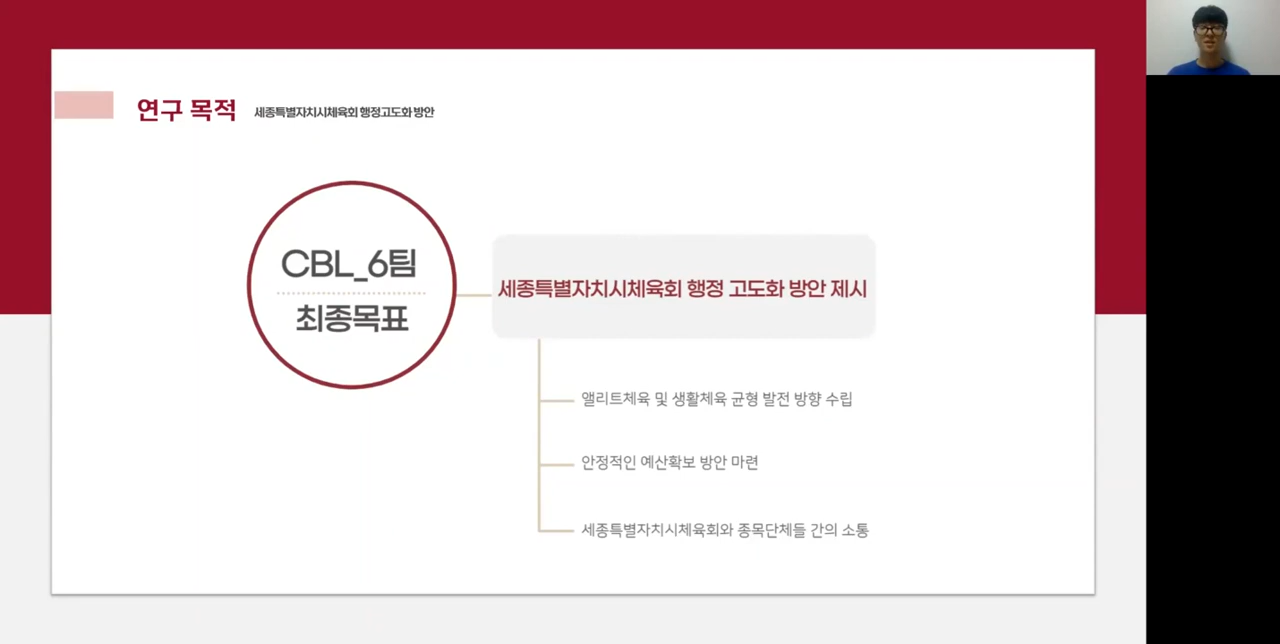 연구 목적 세종특별자치시체육회 행정고도화 방안
CBL_6팀
최종목표
세종특별자치시체육회 행정 고도화 방안 제시
앨리트체육 및 생활체육 균형 발전 방향 수립
안정적인 예산확보 방안 마련
세종특별자치시체육회와 종목단체들 간의 소통